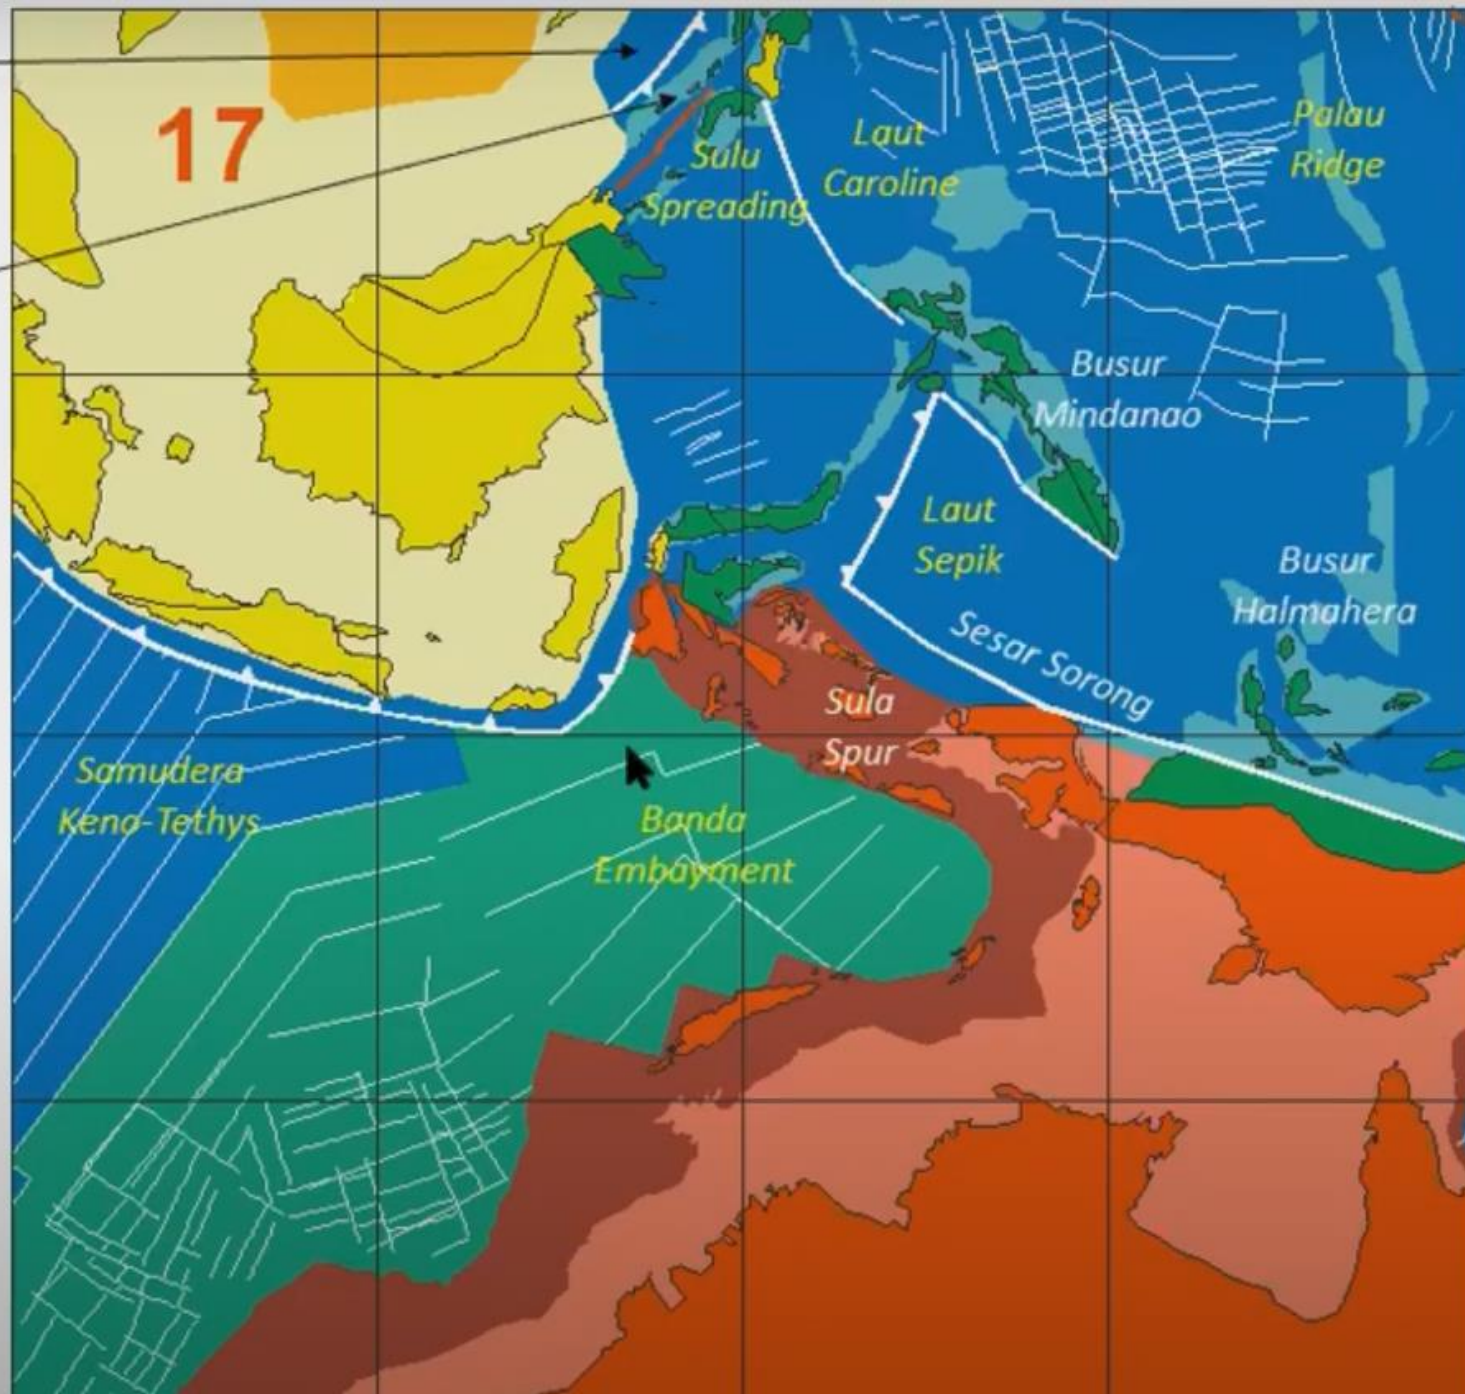 17
Sulu
Spreading
Laut
Caroline
Palau
Ridge
Busur
Mindanao
Laut
Sepik
Busur
Halmahera
Sesar Sorong
Sula
Spur
Samudera
Keno-Tethys
Banda
Embayment